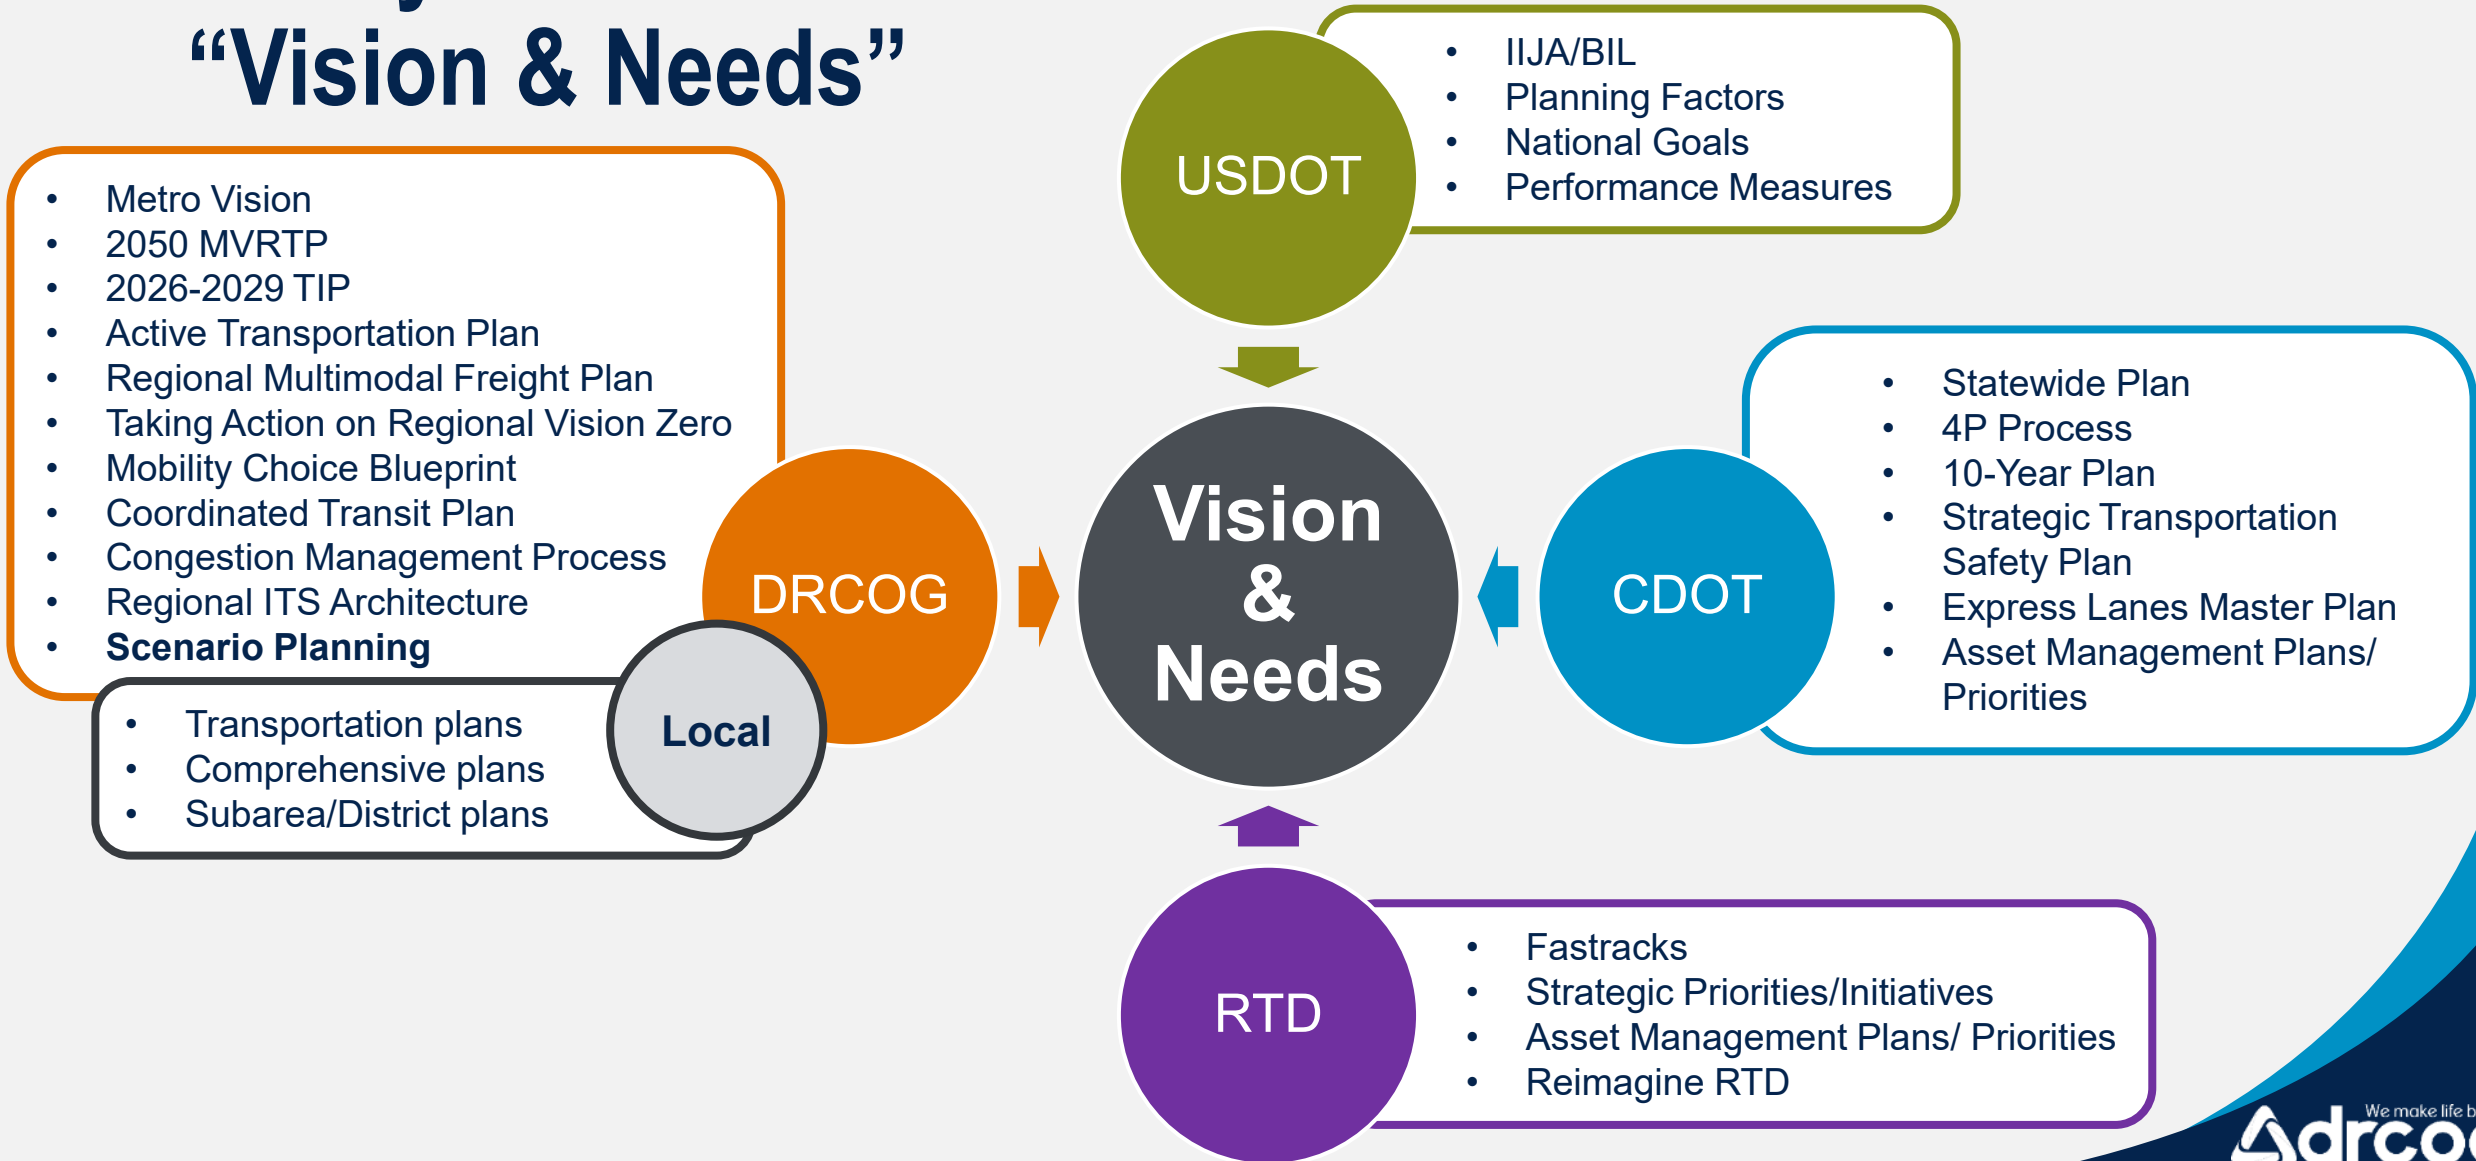 “Vision & Needs”
• Metro Vision
• 2050 MVRTP
• 2026-2029 TIP
• Active Transportation Plan
• Regional Multimodal Freight Plan
• Taking Action on Regional Vision Zero
• Mobility Choice Blueprint
• Coordinated Transit Plan
• Congestion Management Process
• Regional ITS Architecture
• Scenario Planning
DRCOG
• Transportation plans
• Comprehensive plans
• Subarea/District plans
Local
USDOT
• IIJA/BIL
• Planning Factors
• National Goals
• Performance Measures
Vision
&
Needs
CDOT
• Statewide Plan
• 4P Process
• 10-Year Plan
• Strategic Transportation
Safety Plan
• Express Lanes Master Plan
• Asset Management Plans/
Priorities
RTD
• Fastracks
• Strategic Priorities/Initiatives
• Asset Management Plans/ Priorities
• Reimagine RTD
We make life